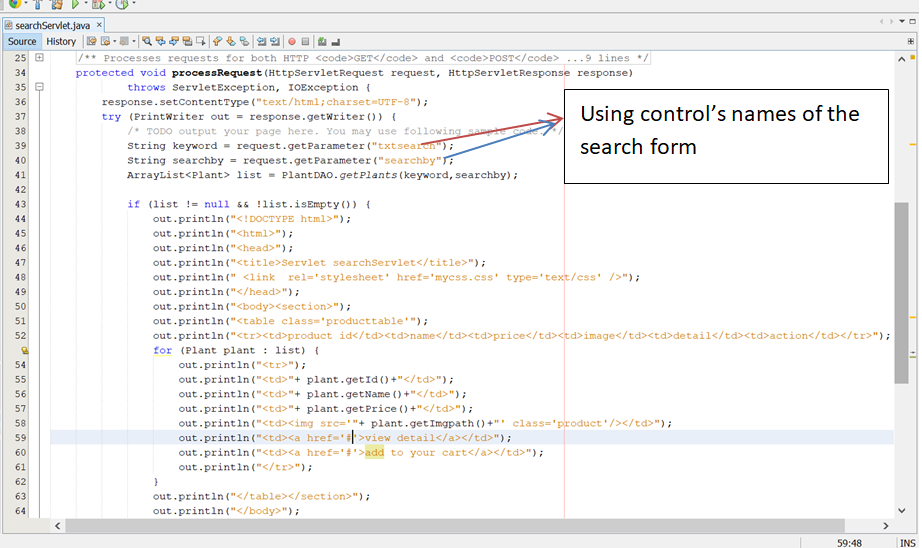 searchServlet.java
Source History
25 /** Processes requests for both HTTP <code>GET</code> and <code>POST</code> ...9 lines */
34 protected void processRequest(HttpServletRequest request, HttpServletResponse response)
35 throws ServletException, IOException {
36 response.setContentType("text/html;charset=UTF-8");
37 try (PrintWriter out = response.getWriter()) {
38 /* TODO output your page here. You may use following sample code. */
39 String keyword = request.getParameter("txtsearch");
40 String searchby = request.getParameter("searchby");
41 ArrayList<Plant> list = PlantDAO.getPlants(keyword,searchby);
42
43 if (list != null && !list.isEmpty()) {
44 out.println("<!DOCTYPE html>");
45 out.println("<html>");
46 out.println("<head>");
47 out.println("<title>Servlet searchServlet</title>");
48 out.println(" <link  rel='stylesheet' href='mycss.css' type='text/css' />");
49 out.println("</head>");
50 out.println("<body><section>");
51 out.println("<table class='producttable'");
52 out.println("<tr><td>product id</td><td>name</td><td>price</td><td>image</td><td>detail</td><td>action</td></tr>");
for (Plant plant : list) {
54 out.println("<tr>");
55 out.println("<td>"+ plant.getId()+"</td>");
56 out.println("<td>"+ plant.getName()+"</td>");
57 out.println("<td>"+ plant.getPrice()+"</td>");
58 out.println("<td><img src='"+ plant.getImgpath()+"' class='product'/></td>");
59 out.println("<td><a href='#'>view detail</a></td>");
60 out.println("<td><a href='#'>add to your cart</a></td>");
61 out.println("</tr>");
62 }
63 out.println("</table></section>");
64 out.println("</body>");
Using control’s names of the
search form
59:48 INS